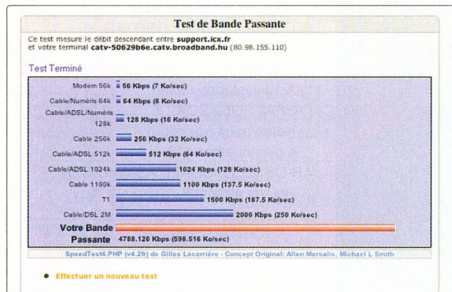 Test de Bande Passante
Ce test mesure le débit descendant entre support.icx.fr
et votre terminal catv-50629b6e.catv.broadband.hu (80.98.155.110)
Test Terminé
Modem 56k 56 Kbps (7 Ko/sec)
Cable/Numéris 64k 64 Kbps (8 Ko/sec)
Cable/ADSL/Numéris
128k 128 Kbps (16 Ko/sec)
Cable 256k 256 Kbps (32 Ko/sec)
Cable/ADSL 512k 512 Kbps (64 Ko/sec)
Cable/ADSL 1024k 1024 Kbps (128 Ko/sec)
Cable 1100k 1100 Kbps (137.5 Ko/sec)
T1 1500 Kbps (187.5 Ko/sec)
Cable/DSL 2M 2000 Kbps (250 Ko/sec)
Votre Bande
Passante 4788.126 Kbps (598.516 Ko/sec)
SpeedTest4.PHP (v4.2fr) de Gilles Lacarrière - Concept Original: Allen Marsalis, Michael L Smith
Effectuer un nouveau test